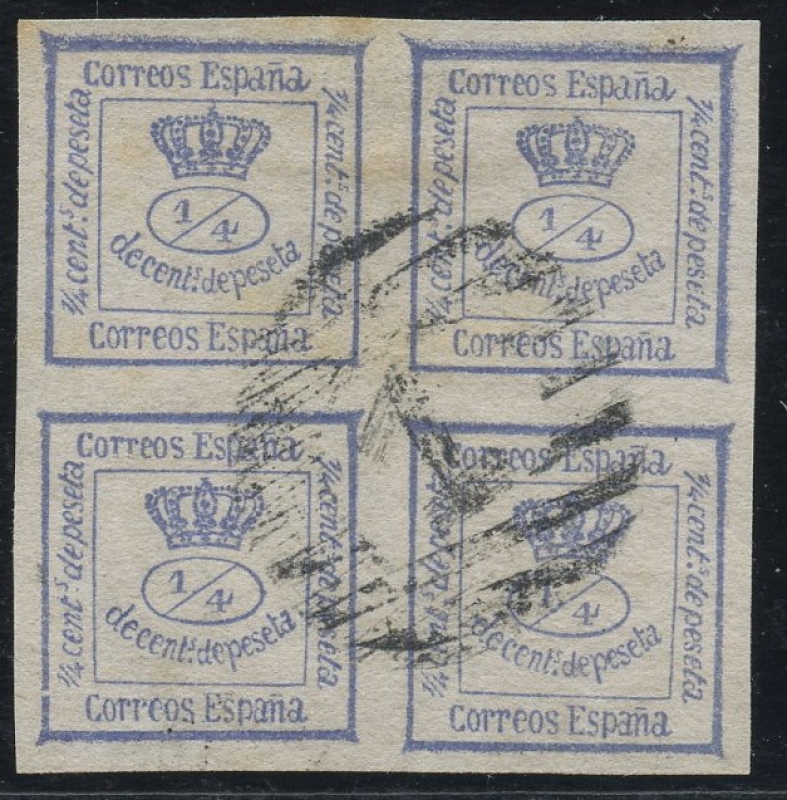 Correos España
¼ cent.ˢ de peseta
¼ cent.ˢ de peseta
1/4
de cent.ˢ de peseta
Correos España
Correos España
¼ cent.ˢ de peseta
¼ cent.ˢ de peseta
1/4
de cent.ˢ de peseta
Correos España
Correos España
¼ cent.ˢ de peseta
¼ cent.ˢ de peseta
1/4
de cent.ˢ de peseta
Correos España
Correos España
¼ cent.ˢ de peseta
¼ cent.ˢ de peseta
1/4
de cent.ˢ de peseta
Correos España